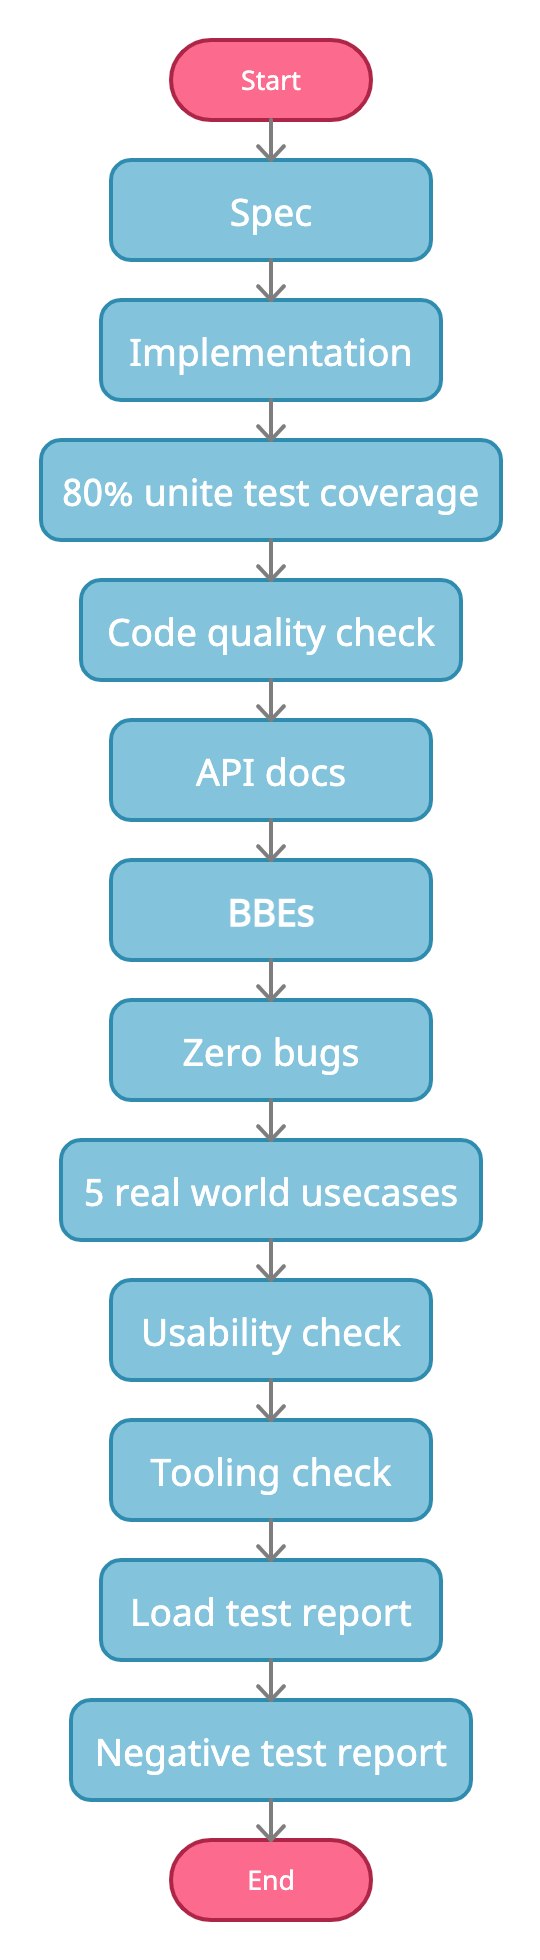 Start
Spec
Implementation
80% unite test coverage
Code quality check
API docs
BBEs
Zero bugs
5 real world usecases
Usability check
Tooling check
Load test report
Negative test report
End